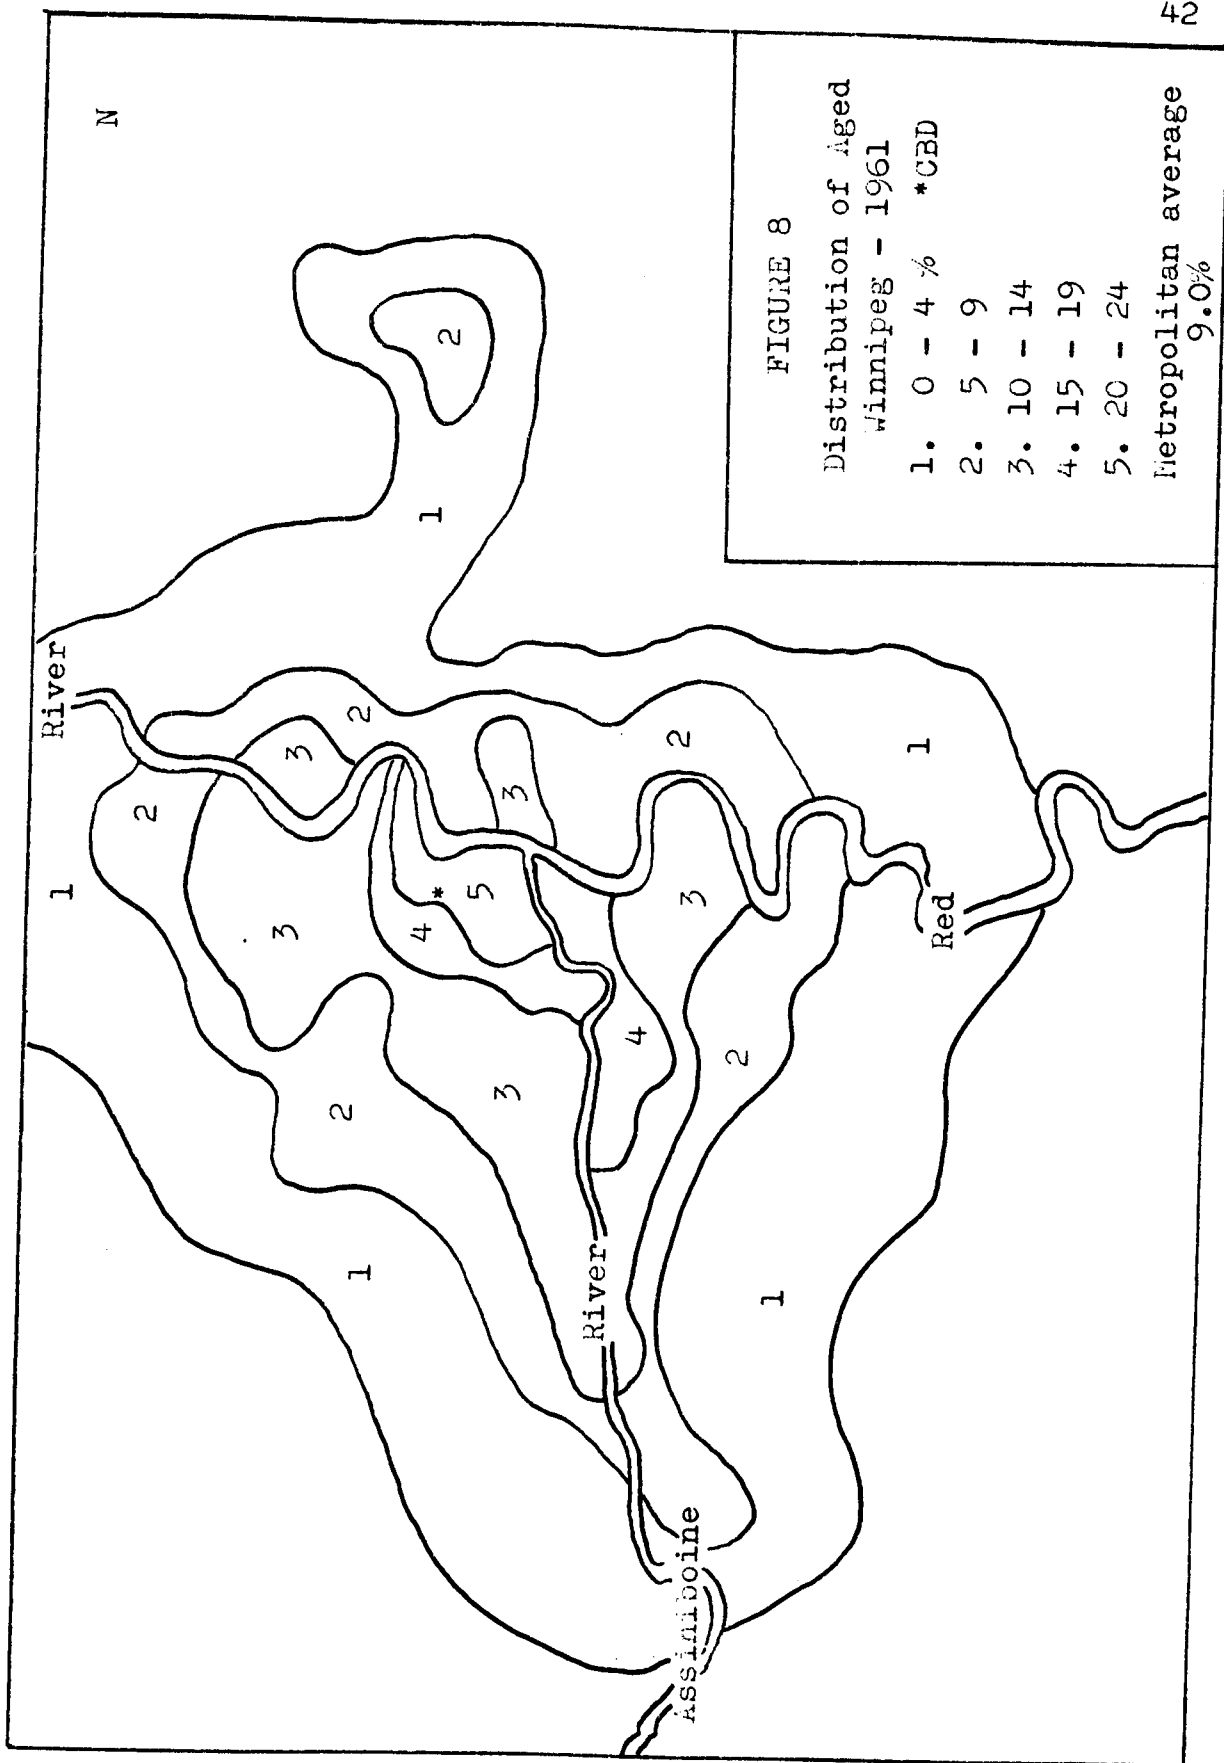 42
N
River
1
2
3
2
3
1
2
1
3
4
*
5
3
2
2
1
3
4
3
2
1
River
1
Red
Assiniboine
FIGURE 8
Distribution of Aged
Winnipeg - 1961
1. 0 - 4 % *CBD
2. 5 - 9
3. 10 - 14
4. 15 - 19
5. 20 - 24
Metropolitan average
9.0%